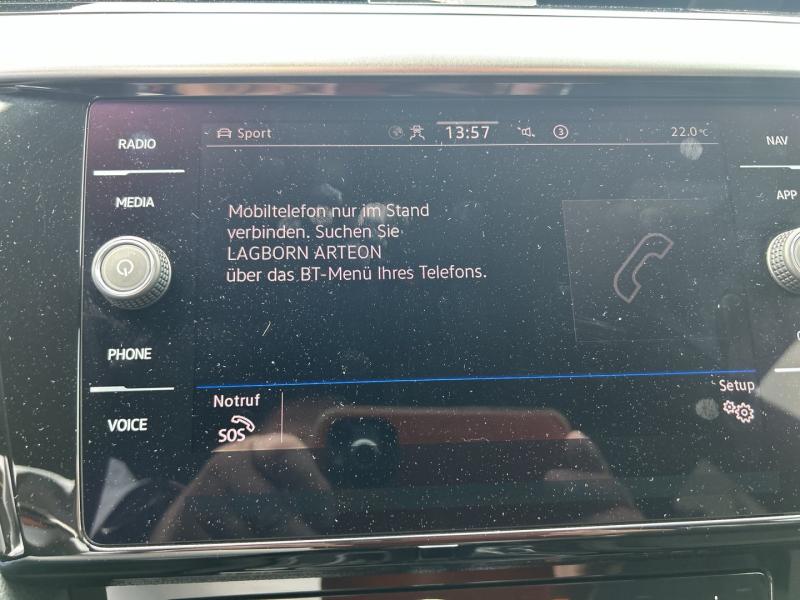 Sport 13:57 3 22.0°C
RADIO
NAV
MEDIA
APP
Mobiltelefon nur im Stand
verbinden. Suchen Sie
LAGBORN ARTEON
über das BT-Menü Ihres Telefons.
PHONE
VOICE
Notruf
SOS
Setup